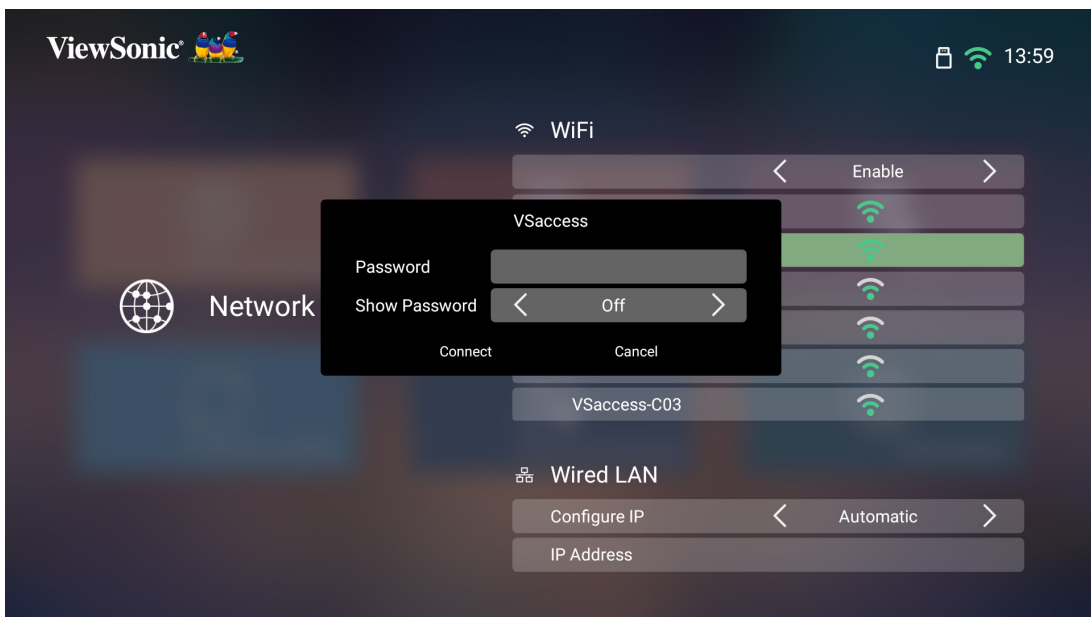 ViewSonic®
13:59
WiFi
Enable
VSaccess
Password
Network
Show Password
Off
Connect
Cancel
VSaccess-C03
Wired LAN
Configure IP
Automatic
IP Address